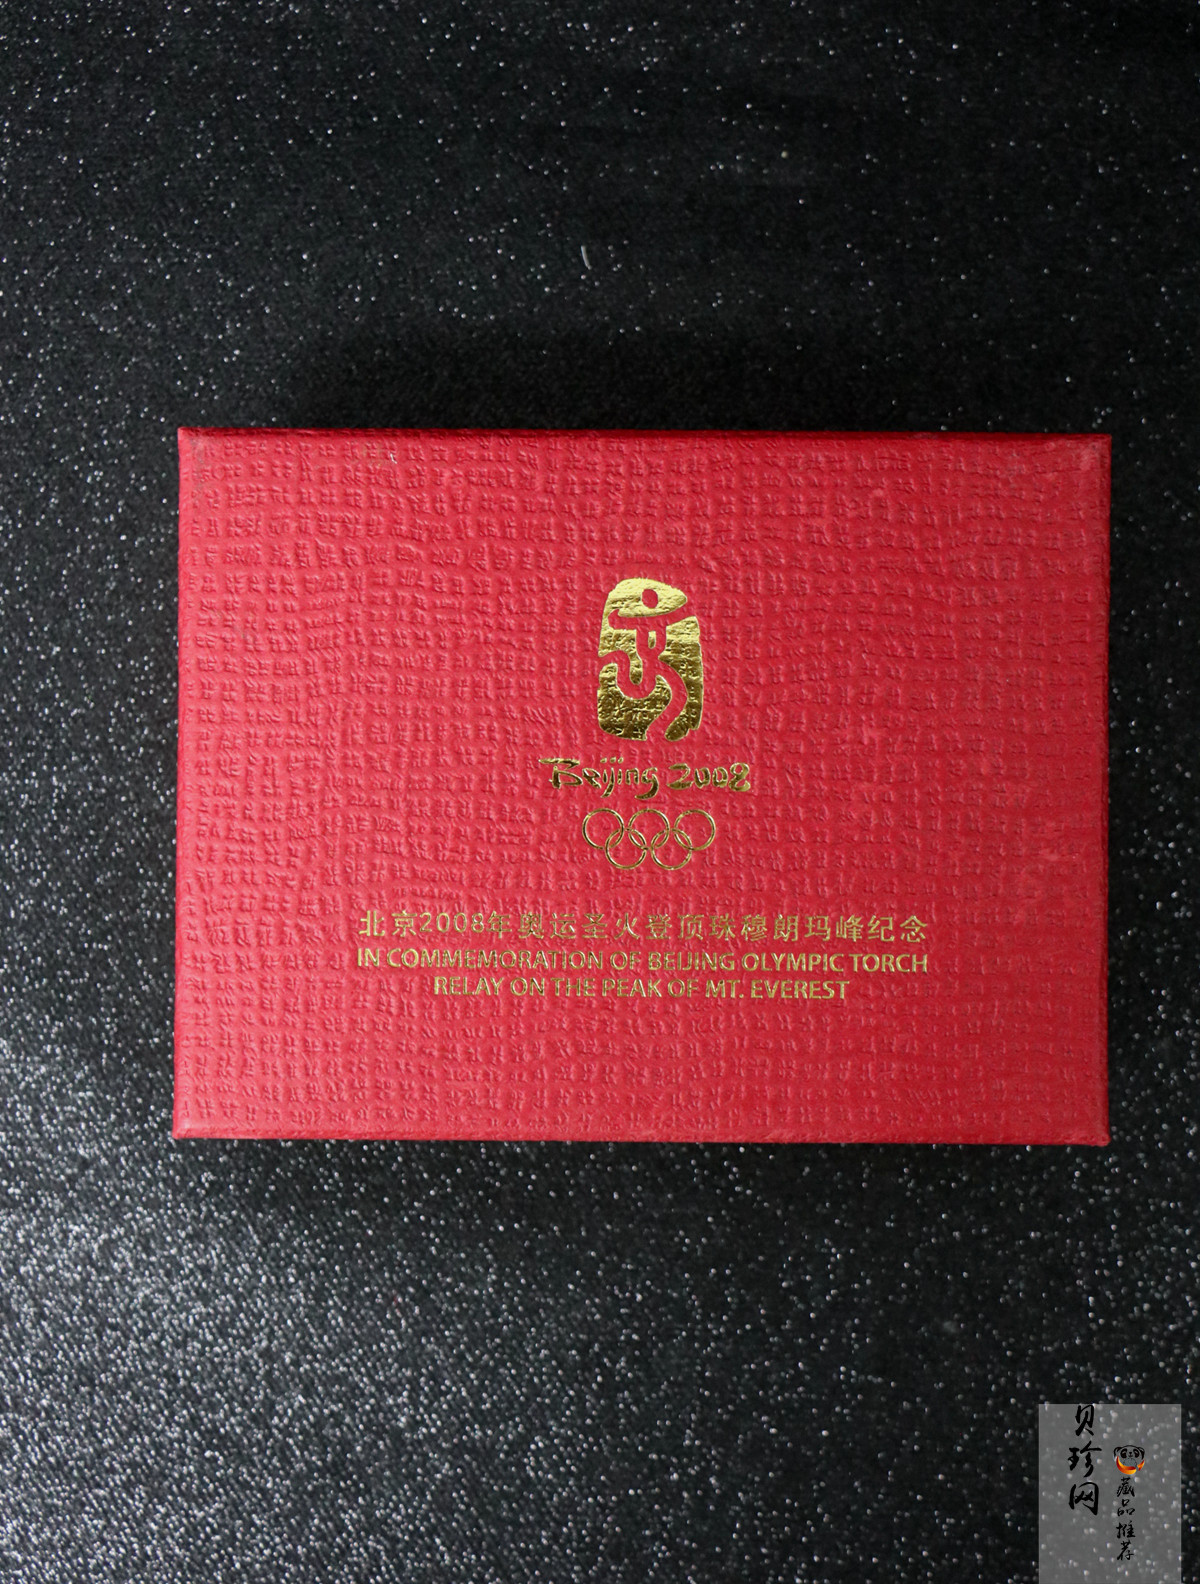 Beijing 2008
北京2008年奥运圣火登顶珠穆朗玛峰纪念
IN COMMEMORATION OF BEIJING OLYMPIC TORCH
RELAY ON THE PEAK OF MT. EVEREST
贝珍网
藏品推荐